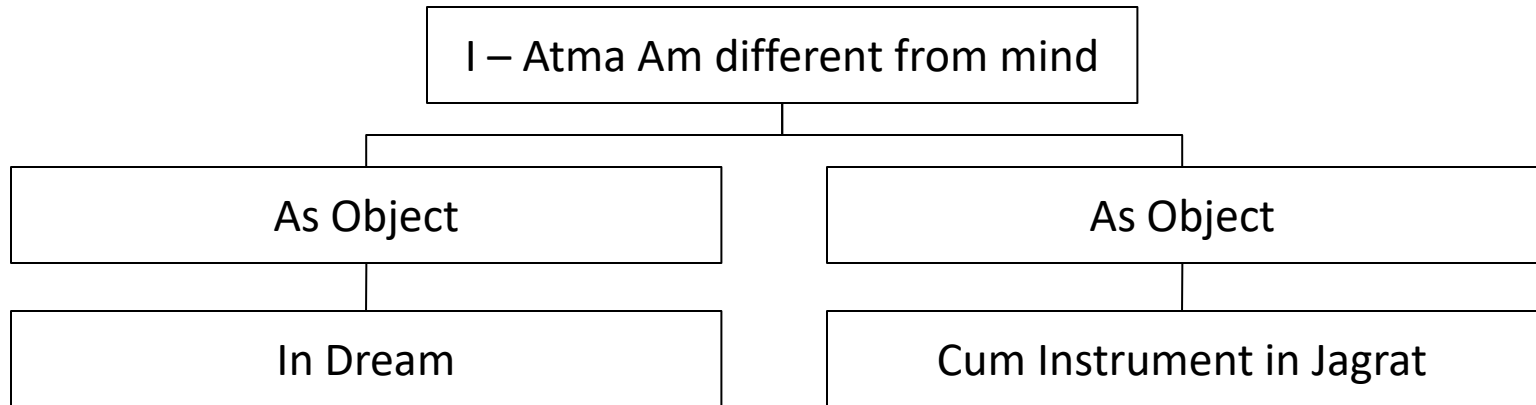 I – Atma Am different from mind
As Object
As Object
In Dream
Cum Instrument in Jagrat